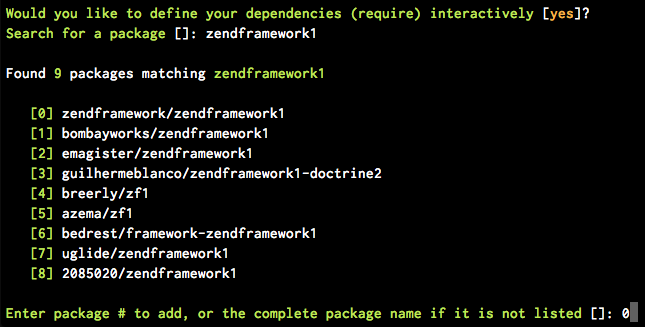 Would you like to define your dependencies (require) interactively [yes]?
Search for a package []: zendframework1
Found 9 packages matching zendframework1
[0] zendframework/zendframework1
[1] bombayworks/zendframework1
[2] emagister/zendframework1
[3] guilhermeblanco/zendframework1-doctrine2
[4] breerly/zf1
[5] azema/zf1
[6] bedrest/framework-zendframework1
[7] uglide/zendframework1
[8] 2085020/zendframework1
Enter package # to add, or the complete package name if it is not listed []: 0